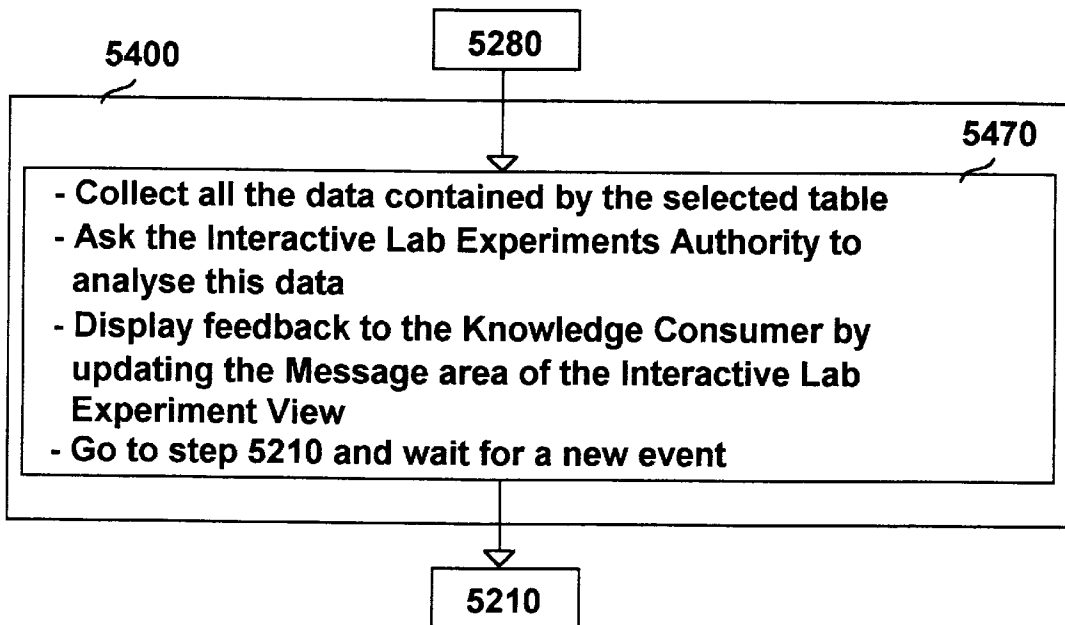 5280
5400
5470
- Collect all the data contained by the selected table
- Ask the Interactive Lab Experiments Authority to
analyse this data
- Display feedback to the Knowledge Consumer by
updating the Message area of the Interactive Lab
Experiment View
- Go to step 5210 and wait for a new event
5210